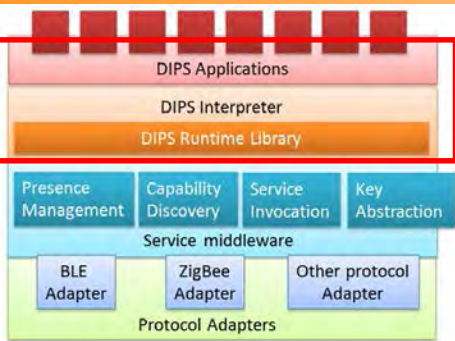 DIPS Applications
DIPS Interpreter
DIPS Runtime Library
Presence Capability Service Key
Management Discovery Invocation Abstraction
Service middleware
BLE ZigBee Other protocol
Adapter Adapter Adapter
Protocol Adapters